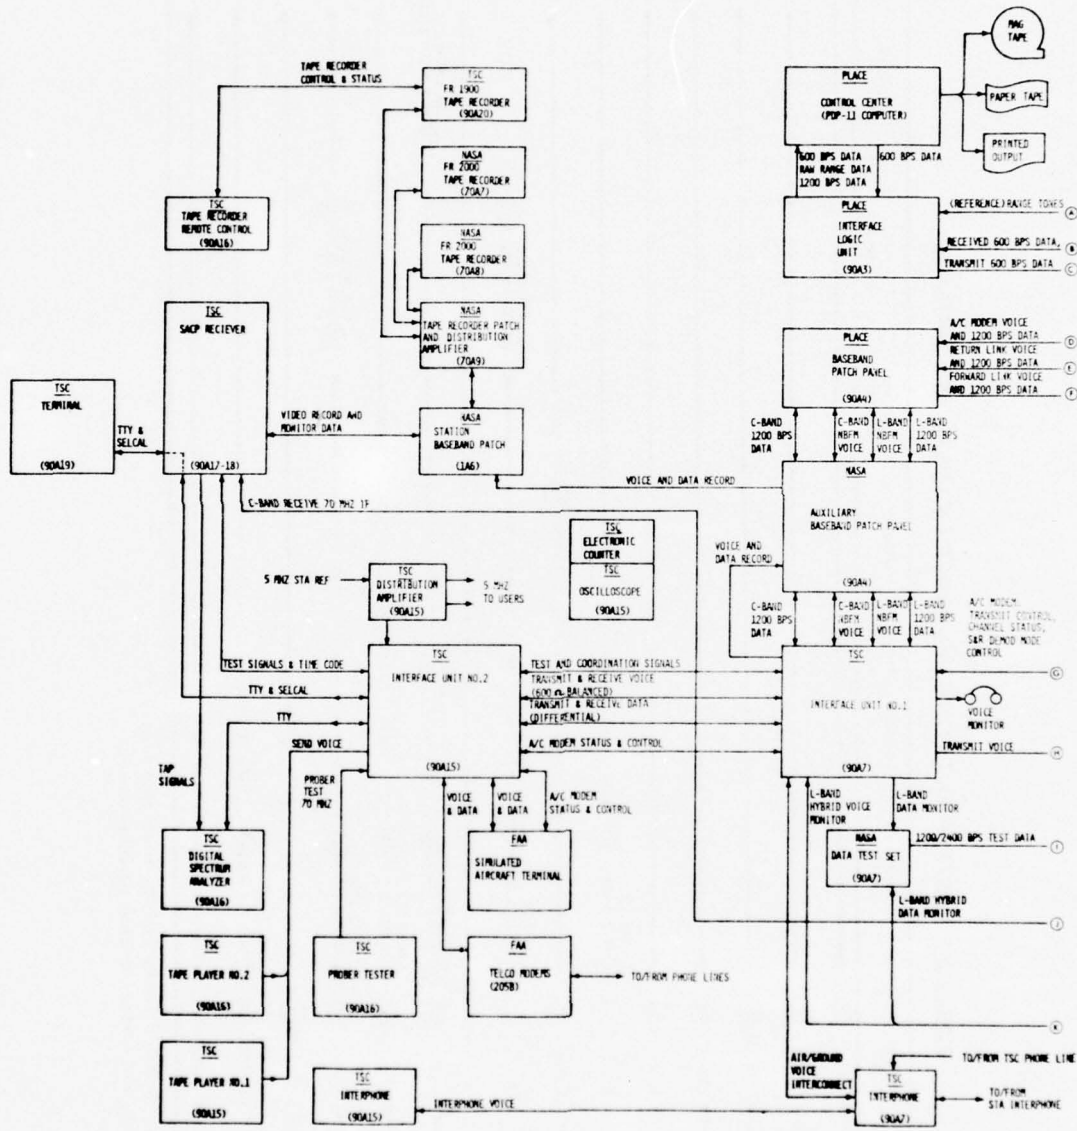 MAG
TAPE
PAPER TAPE
PRINTED
OUTPUT
PLACE
CONTROL CENTER
(PDP-11 COMPUTER)
600 BPS DATA
RAW RANGE DATA
1200 BPS DATA
600 BPS DATA
PLACE
INTERFACE
LOGIC
UNIT
(90A3)
(REFERENCE)RANGE TONES
A
RECEIVED 600 BPS DATA,
B
TRANSMIT 600 BPS DATA
C
TAPE RECORDER
CONTROL & STATUS
TSC
FR 1900
TAPE RECORDER
(90A20)
NASA
FR 2000
TAPE RECORDER
(70A7)
NASA
FR 2000
TAPE RECORDER
(70A8)
NASA
TAPE RECORDER PATCH
AND DISTRIBUTION
AMPLIFIER
(70A9)
TSC
TAPE RECORDER
REMOTE CONTROL
(90A16)
TSC
SACP RECIEVER
(90A17-18)
TSC
TERMINAL
(90A19)
TTY &
SELCAL
VIDEO RECORD AND
MONITOR DATA
NASA
STATION
BASEBAND PATCH
(1A6)
PLACE
BASEBAND
PATCH PANEL
(90A4)
A/C MODEM VOICE
AND 1200 BPS DATA
D
RETURN LINK VOICE
AND 1200 BPS DATA
E
FORWARD LINK VOICE
AND 1200 BPS DATA
F
C-BAND
1200 BPS
DATA
C-BAND
NBFM
VOICE
L-BAND
NBFM
VOICE
L-BAND
1200 BPS
DATA
VOICE AND DATA RECORD
C-BAND RECEIVE 70 MHZ IF
NASA
AUXILIARY
BASEBAND PATCH PANEL
(90A4)
VOICE AND
DATA RECORD
TSC
ELECTRONIC
COUNTER
TSC
OSCILLOSCOPE
(90A15)
5 MHZ STA REF
TSC
DISTRIBUTION
AMPLIFIER
(90A15)
5 MHZ
TO USERS
C-BAND
1200 BPS
DATA
C-BAND
NBFM
VOICE
L-BAND
NBFM
VOICE
L-BAND
1200 BPS
DATA
A/C MODEM,
TRANSMIT CONTROL,
CHANNEL STATUS,
S&R DEMOD MODE
CONTROL
G
TSC
INTERFACE UNIT NO.2
(90A15)
TEST SIGNALS & TIME CODE
TTY & SELCAL
TTY
SEND VOICE
TEST AND COORDINATION SIGNALS
TRANSMIT & RECEIVE VOICE
(600 Ω BALANCED)
TRANSMIT & RECEIVE DATA
(DIFFERENTIAL)
A/C MODEM STATUS & CONTROL
TSC
INTERFACE UNIT NO.1
(90A7)
VOICE
MONITOR
TRANSMIT VOICE
H
TAP
SIGNALS
PROBER
TEST
70 MHZ
VOICE
& DATA
VOICE
& DATA
A/C MODEM
STATUS & CONTROL
L-BAND
HYBRID VOICE
MONITOR
L-BAND
DATA MONITOR
1200/2400 BPS TEST DATA
I
NASA
DATA TEST SET
(90A7)
L-BAND HYBRID
DATA MONITOR
J
TSC
DIGITAL
SPECTRUM
ANALYZER
(90A16)
FAA
SIMULATED
AIRCRAFT TERMINAL
TSC
TAPE PLAYER NO.2
(90A16)
TSC
PROBER TESTER
(90A16)
FAA
TELCO MODEMS
(205B)
TO/FROM PHONE LINES
K
TSC
TAPE PLAYER NO.1
(90A15)
TSC
INTERPHONE
(90A15)
INTERPHONE VOICE
AIR/GROUND
VOICE
INTERCONNECT
TO/FROM TSC PHONE LINE
TSC
INTERPHONE
(90A7)
TO/FROM
STA INTERPHONE